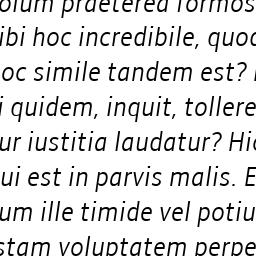 praeterea formos
ibi hoc incredibile, quod
oc simile tandem est?
quidem, inquit, tollere
ur iustitia laudatur? Hic
ui est in parvis malis. E
um ille timide vel potiu
stam voluptatem perpe